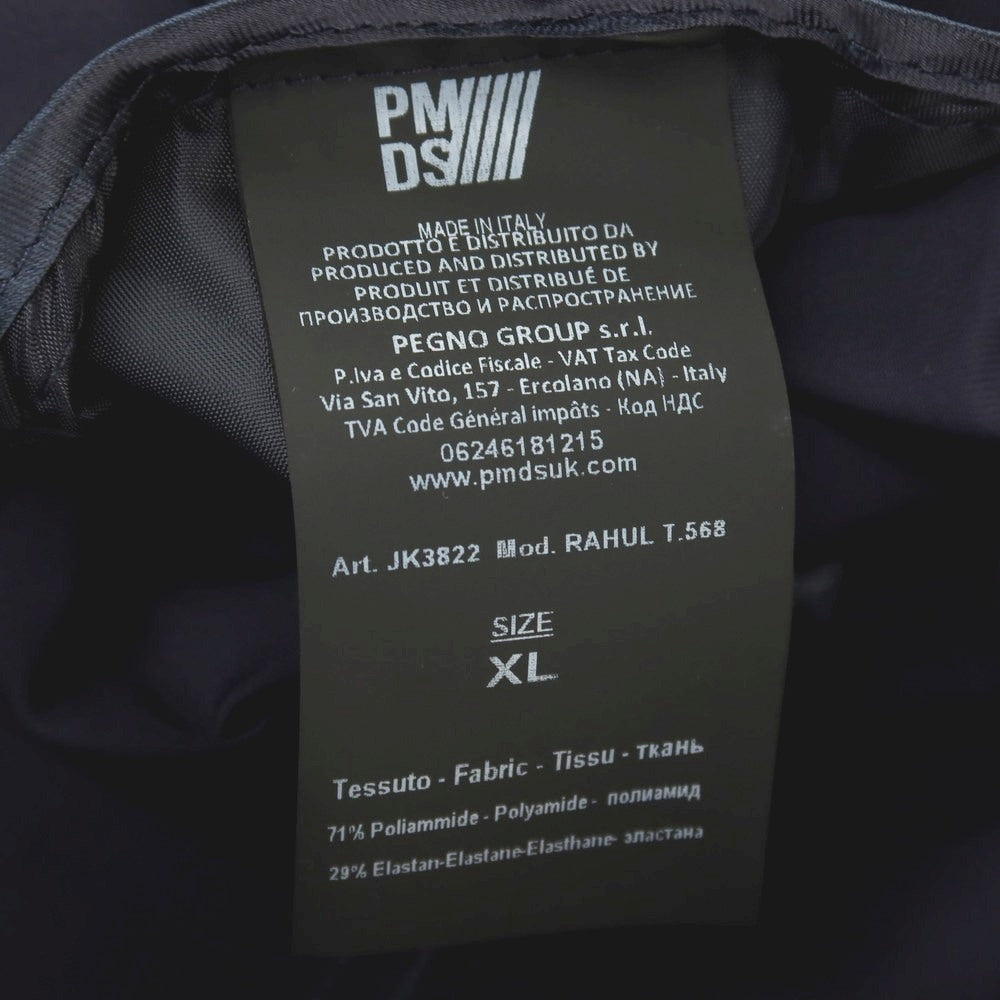 PM
DS
MADE IN ITALY
PRODOTTO E DISTRIBUITO DA
PRODUCED AND DISTRIBUTED BY
PRODUIT ET DISTRIBUÉ DE
ПРОИЗВОДСТВО И РАСПРОСТРАНЕНИЕ
PEGNO GROUP s.r.l.
P.Iva e Codice Fiscale - VAT Tax Code
Via San Vito, 157 - Ercolano (NA) - Italy
TVA Code Général impôts - Код НДС
06246181215
www.pmdsuk.com
Art. JK3822 Mod. RAHUL T.568
SIZE
XL
Tessuto - Fabric - Tissu - ткань
71% Poliammide - Polyamide - полиамид
29% Elastan-Elastane-Elasthane- эластана